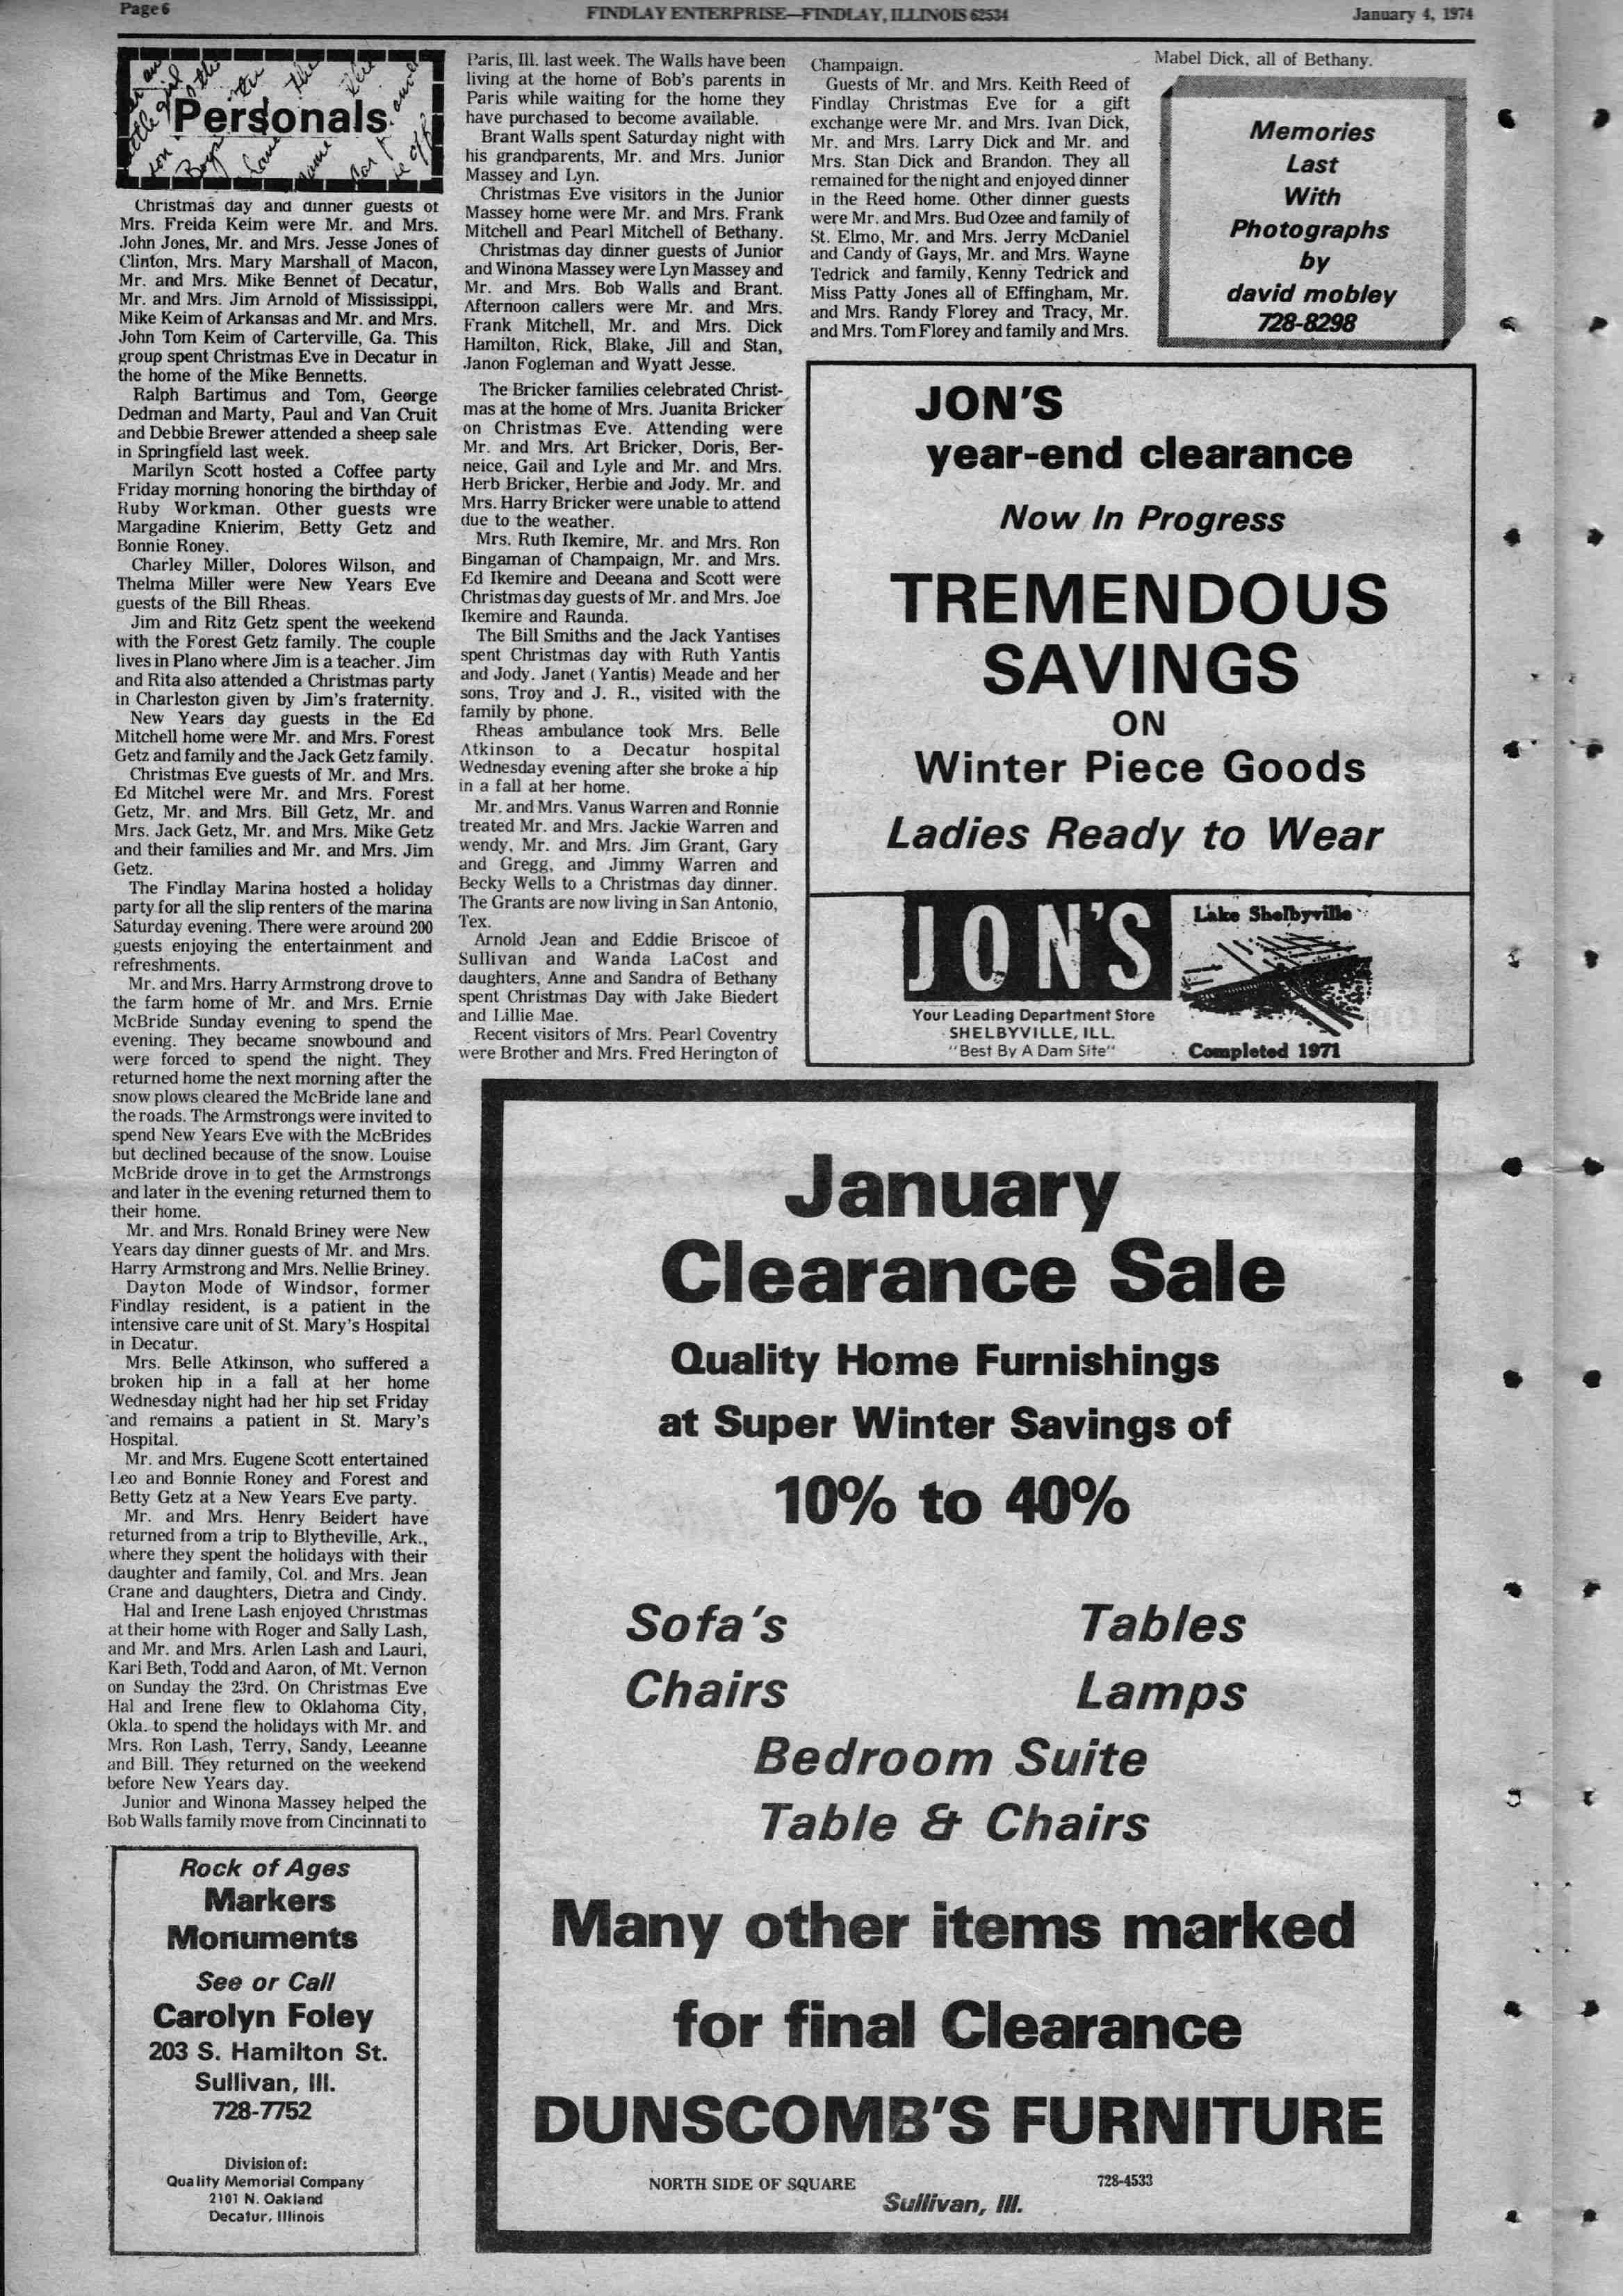 Page 6
FINDLAY ENTERPRISE—FINDLAY, ILLINOIS 62534
January 4, 1974
Personals
Christmas day and dinner guests of
Mrs. Freida Keim were Mr. and Mrs.
John Jones, Mr. and Mrs. Jesse Jones of
Clinton, Mrs. Mary Marshall of Macon,
Mr. and Mrs. Mike Bennet of Decatur,
Mr. and Mrs. Jim Arnold of Mississippi,
Mike Keim of Arkansas and Mr. and Mrs.
John Tom Keim of Carterville, Ga. This
group spent Christmas Eve in Decatur in
the home of the Mike Bennetts.
Ralph Bartimus and Tom, George
Dedman and Marty, Paul and Van Cruit
and Debbie Brewer attended a sheep sale
in Springfield last week.
Marilyn Scott hosted a Coffee party
Friday morning honoring the birthday of
Ruby Workman. Other guests wre
Margadine Knierim, Betty Getz and
Bonnie Roney.
Charley Miller, Dolores Wilson, and
Thelma Miller were New Years Eve
guests of the Bill Rheas.
Jim and Ritz Getz spent the weekend
with the Forest Getz family. The couple
lives in Plano where Jim is a teacher. Jim
and Rita also attended a Christmas party
in Charleston given by Jim's fraternity.
New Years day guests in the Ed
Mitchell home were Mr. and Mrs. Forest
Getz and family and the Jack Getz family.
Christmas Eve guests of Mr. and Mrs.
Ed Mitchel were Mr. and Mrs. Forest
Getz, Mr. and Mrs. Bill Getz, Mr. and
Mrs. Jack Getz, Mr. and Mrs. Mike Getz
and their families and Mr. and Mrs. Jim
Getz.
The Findlay Marina hosted a holiday
party for all the slip renters of the marina
Saturday evening. There were around 200
guests enjoying the entertainment and
refreshments.
Mr. and Mrs. Harry Armstrong drove to
the farm home of Mr. and Mrs. Ernie
McBride Sunday evening to spend the
evening. They became snowbound and
were forced to spend the night. They
returned home the next morning after the
snow plows cleared the McBride lane and
the roads. The Armstrongs were invited to
spend New Years Eve with the McBrides
but declined because of the snow. Louise
McBride drove in to get the Armstrongs
and later in the evening returned them to
their home.
Mr. and Mrs. Ronald Briney were New
Years day dinner guests of Mr. and Mrs.
Harry Armstrong and Mrs. Nellie Briney.
Dayton Mode of Windsor, former
Findlay resident, is a patient in the
intensive care unit of St. Mary's Hospital
in Decatur.
Mrs. Belle Atkinson, who suffered a
broken hip in a fall at her home
Wednesday night had her hip set Friday
and remains a patient in St. Mary's
Hospital.
Mr. and Mrs. Eugene Scott entertained
Leo and Bonnie Roney and Forest and
Betty Getz at a New Years Eve party.
Mr. and Mrs. Henry Beidert have
returned from a trip to Blytheville, Ark.,
where they spent the holidays with their
daughter and family, Col. and Mrs. Jean
Crane and daughters, Dietra and Cindy.
Hal and Irene Lash enjoyed Christmas
at their home with Roger and Sally Lash,
and Mr. and Mrs. Arlen Lash and Lauri,
Kari Beth, Todd and Aaron, of Mt. Vernon
on Sunday the 23rd. On Christmas Eve
Hal and Irene flew to Oklahoma City,
Okla. to spend the holidays with Mr. and
Mrs. Ron Lash, Terry, Sandy, Leeanne
and Bill. They returned on the weekend
before New Years day.
Junior and Winona Massey helped the
Bob Walls family move from Cincinnati to
Rock of Ages
Markers
Monuments
See or Call
Carolyn Foley
203 S. Hamilton St.
Sullivan, Ill.
728-7752
Division of:
Quality Memorial Company
2101 N. Oakland
Decatur, Illinois
Paris, Ill. last week. The Walls have been
living at the home of Bob's parents in
Paris while waiting for the home they
have purchased to become available.
Brant Walls spent Saturday night with
his grandparents, Mr. and Mrs. Junior
Massey and Lyn.
Christmas Eve visitors in the Junior
Massey home were Mr. and Mrs. Frank
Mitchell and Pearl Mitchell of Bethany.
Christmas day dinner guests of Junior
and Winona Massey were Lyn Massey and
Mr. and Mrs. Bob Walls and Brant.
Afternoon callers were Mr. and Mrs.
Frank Mitchell, Mr. and Mrs. Dick
Hamilton, Rick, Blake, Jill and Stan,
Janon Fogleman and Wyatt Jesse.
The Bricker families celebrated Christ-
mas at the home of Mrs. Juanita Bricker
on Christmas Eve. Attending were
Mr. and Mrs. Art Bricker, Doris, Ber-
neice, Gail and Lyle and Mr. and Mrs.
Herb Bricker, Herbie and Jody. Mr. and
Mrs. Harry Bricker were unable to attend
due to the weather.
Mrs. Ruth Ikemire, Mr. and Mrs. Ron
Bingaman of Champaign, Mr. and Mrs.
Ed Ikemire and Deeana and Scott were
Christmas day guests of Mr. and Mrs. Joe
Ikemire and Raunda.
The Bill Smiths and the Jack Yantises
spent Christmas day with Ruth Yantis
and Jody. Janet (Yantis) Meade and her
sons, Troy and J. R., visited with the
family by phone.
Rheas ambulance took Mrs. Belle
Atkinson to a Decatur hospital
Wednesday evening after she broke a hip
in a fall at her home.
Mr. and Mrs. Vanus Warren and Ronnie
treated Mr. and Mrs. Jackie Warren and
wendy, Mr. and Mrs. Jim Grant, Gary
and Gregg, and Jimmy Warren and
Becky Wells to a Christmas day dinner.
The Grants are now living in San Antonio,
Tex.
Arnold Jean and Eddie Briscoe of
Sullivan and Wanda LaCost and
daughters, Anne and Sandra of Bethany
spent Christmas Day with Jake Biedert
and Lillie Mae.
Recent visitors of Mrs. Pearl Coventry
were Brother and Mrs. Fred Herington of
Champaign.
Guests of Mr. and Mrs. Keith Reed of
Findlay Christmas Eve for a gift
exchange were Mr. and Mrs. Ivan Dick,
Mr. and Mrs. Larry Dick and Mr. and
Mrs. Stan Dick and Brandon. They all
remained for the night and enjoyed dinner
in the Reed home. Other dinner guests
were Mr. and Mrs. Bud Ozee and family of
St. Elmo, Mr. and Mrs. Jerry McDaniel
and Candy of Gays, Mr. and Mrs. Wayne
Tedrick and family, Kenny Tedrick and
Miss Patty Jones all of Effingham, Mr.
and Mrs. Randy Florey and Tracy, Mr.
and Mrs. Tom Florey and family and Mrs.
Mabel Dick, all of Bethany.
Memories
Last
With
Photographs
by
david mobley
728-8298
JON'S
year-end clearance
Now In Progress
TREMENDOUS
SAVINGS
ON
Winter Piece Goods
Ladies Ready to Wear
JON'S
Your Leading Department Store
SHELBYVILLE, ILL.
"Best By A Dam Site"
Lake Shelbyville
Completed 1971
January
Clearance Sale
Quality Home Furnishings
at Super Winter Savings of
10% to 40%
Sofa's Tables
Chairs Lamps
Bedroom Suite
Table & Chairs
Many other items marked
for final Clearance
DUNSCOMB'S FURNITURE
NORTH SIDE OF SQUARE 728-4533
Sullivan, Ill.